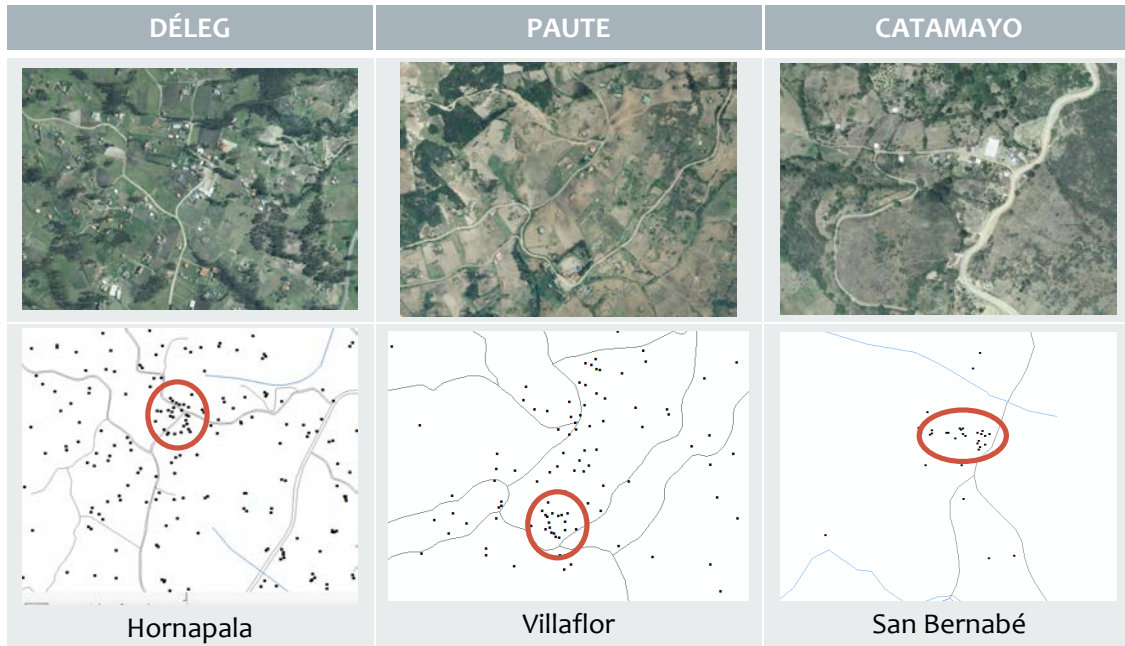 DÉLEG
PAUTE
CATAMAYO
Hornapala
Villaflor
San Bernabé